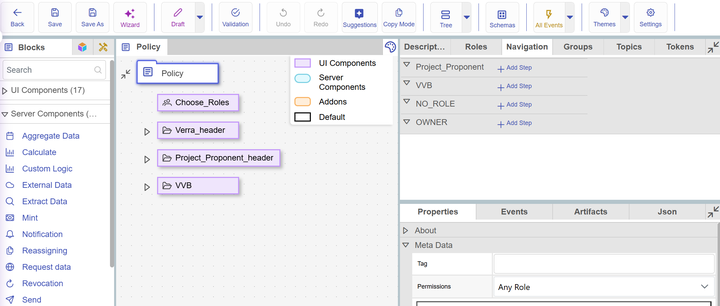 Back
Save
Save As
Wizard
Draft
Validation
Undo
Redo
Suggestions
Copy Mode
Tree
Schemas
All Events
Themes
Settings
Blocks
Search
UI Components (17)
Server Components (...
Aggregate Data
Calculate
Custom Logic
External Data
Extract Data
Mint
Notification
Reassigning
Request data
Revocation
Send
Policy
Policy
Choose_Roles
Verra_header
Project_Proponent_header
VVB
UI Components
Server
Components
Addons
Default
Descript...
Roles
Navigation
Groups
Topics
Tokens
Project_Proponent
Add Step
VVB
Add Step
NO_ROLE
Add Step
OWNER
Add Step
Properties
Events
Artifacts
Json
About
Meta Data
Tag
Permissions
Any Role